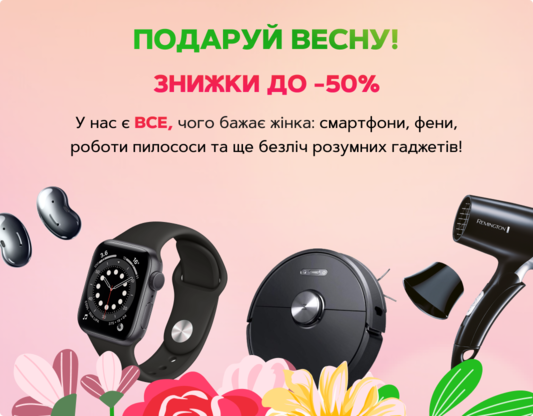 ПОДАРУЙ ВЕСНУ!
ЗНИЖКИ ДО -50%
У нас є ВСЕ, чого бажає жінка: смартфони, фени,
роботи пилососи та ще безліч розумних гаджетів!
REMINGTON